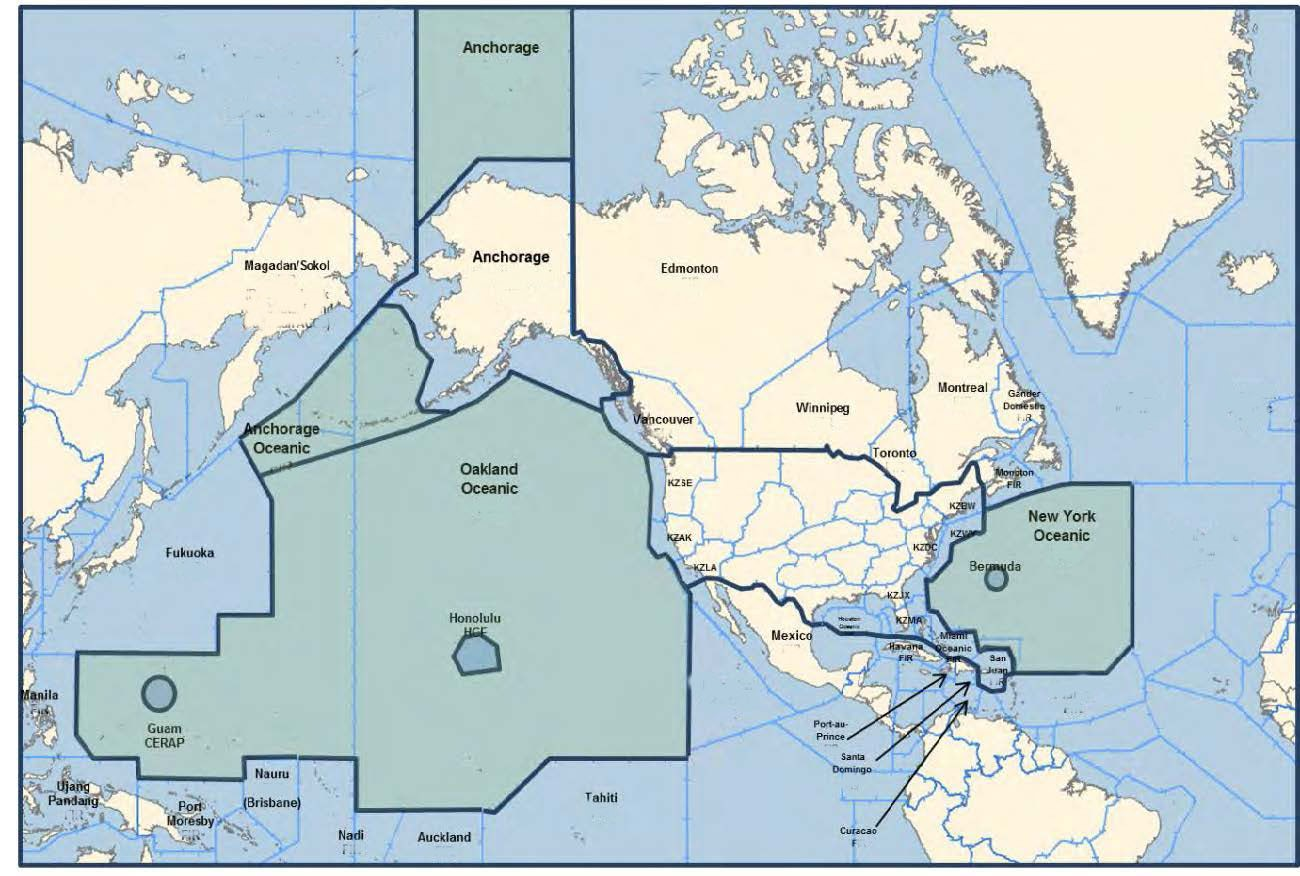 Anchorage
Anchorage
Magadan/Sokol
Edmonton
Montreal
Gander
Domestic
Winnipeg
Vancouver
Anchorage
Oceanic
Toronto
Oakland
Oceanic
Moncton
FIR
KZSE
KZBW
New York
Oceanic
KZAK
KZDC
Fukuoka
KZLA
Bermuda
KZJX
Honolulu
HCF
KZMA
Houston
Oceanic
Mexico
Miami
Oceanic
FIR
Havana
FIR
San
Juan
Manila
Guam
CERAP
Port-au-
Prince
Santa
Domingo
Nauru
(Brisbane)
Ujang
Pandang
Port
Moresby
Tahiti
Nadi
Auckland
Curacao